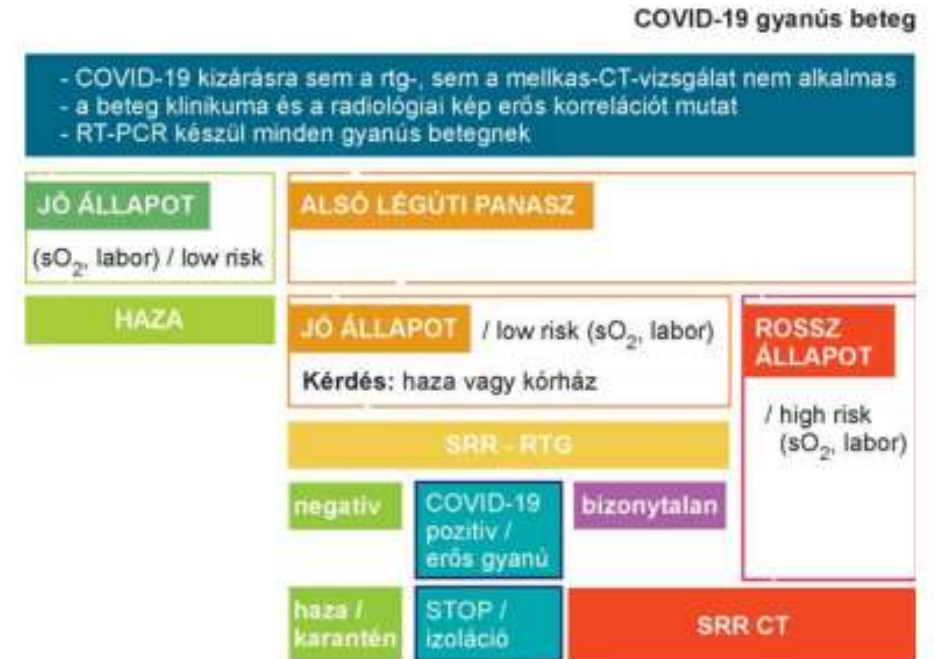 COVID-19 gyanús beteg
- COVID-19 kizárásra sem a rtg-, sem a mellkas-CT-vizsgálat nem alkalmas
- a beteg klinikuma és a radiológiai kép erős korrelációt mutat
- RT-PCR készül minden gyanús betegnek
JÓ ÁLLAPOT
(sO₂, labor) / low risk
HAZA
ALSÓ LÉGÚTI PANASZ
JÓ ÁLLAPOT / low risk (sO₂, labor)
Kérdés: haza vagy kórház
ROSSZ
ÁLLAPOT
/ high risk
(sO₂, labor)
SRR - RTG
negatív
COVID-19
pozitív /
erős gyanú
bizonytalan
haza /
karantén
STOP /
izoláció
SRR CT